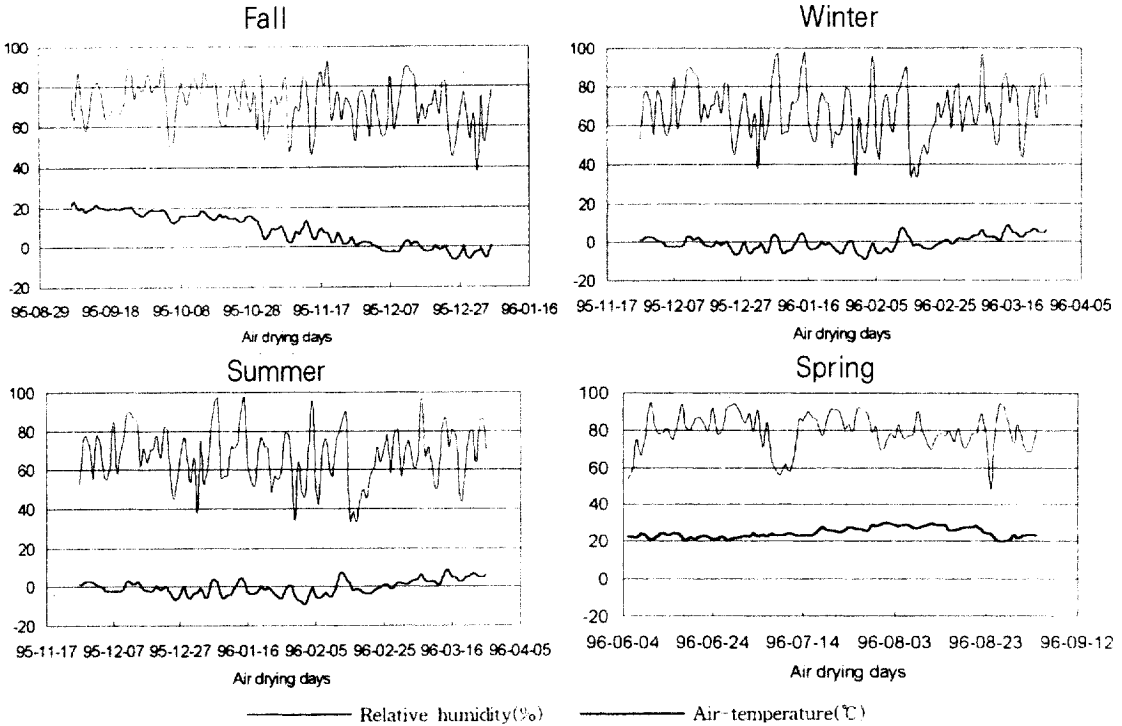 Fall
100
80
60
40
20
0
-20
95-08-29 95-09-18 95-10-08 95-10-28 95-11-17 95-12-07 95-12-27 96-01-16
Air drying days
Winter
100
80
60
40
20
0
-20
95-11-17 95-12-07 95-12-27 96-01-16 96-02-05 96-02-25 96-03-16 96-04-05
Air drying days
Summer
100
80
60
40
20
0
-20
95-11-17 95-12-07 95-12-27 96-01-16 96-02-05 96-02-25 96-03-16 96-04-05
Air drying days
Spring
100
80
60
40
20
0
-20
96-06-04 96-06-24 96-07-14 96-08-03 96-08-23 96-09-12
Air drying days
Relative humidity(%) Air-temperature(℃)